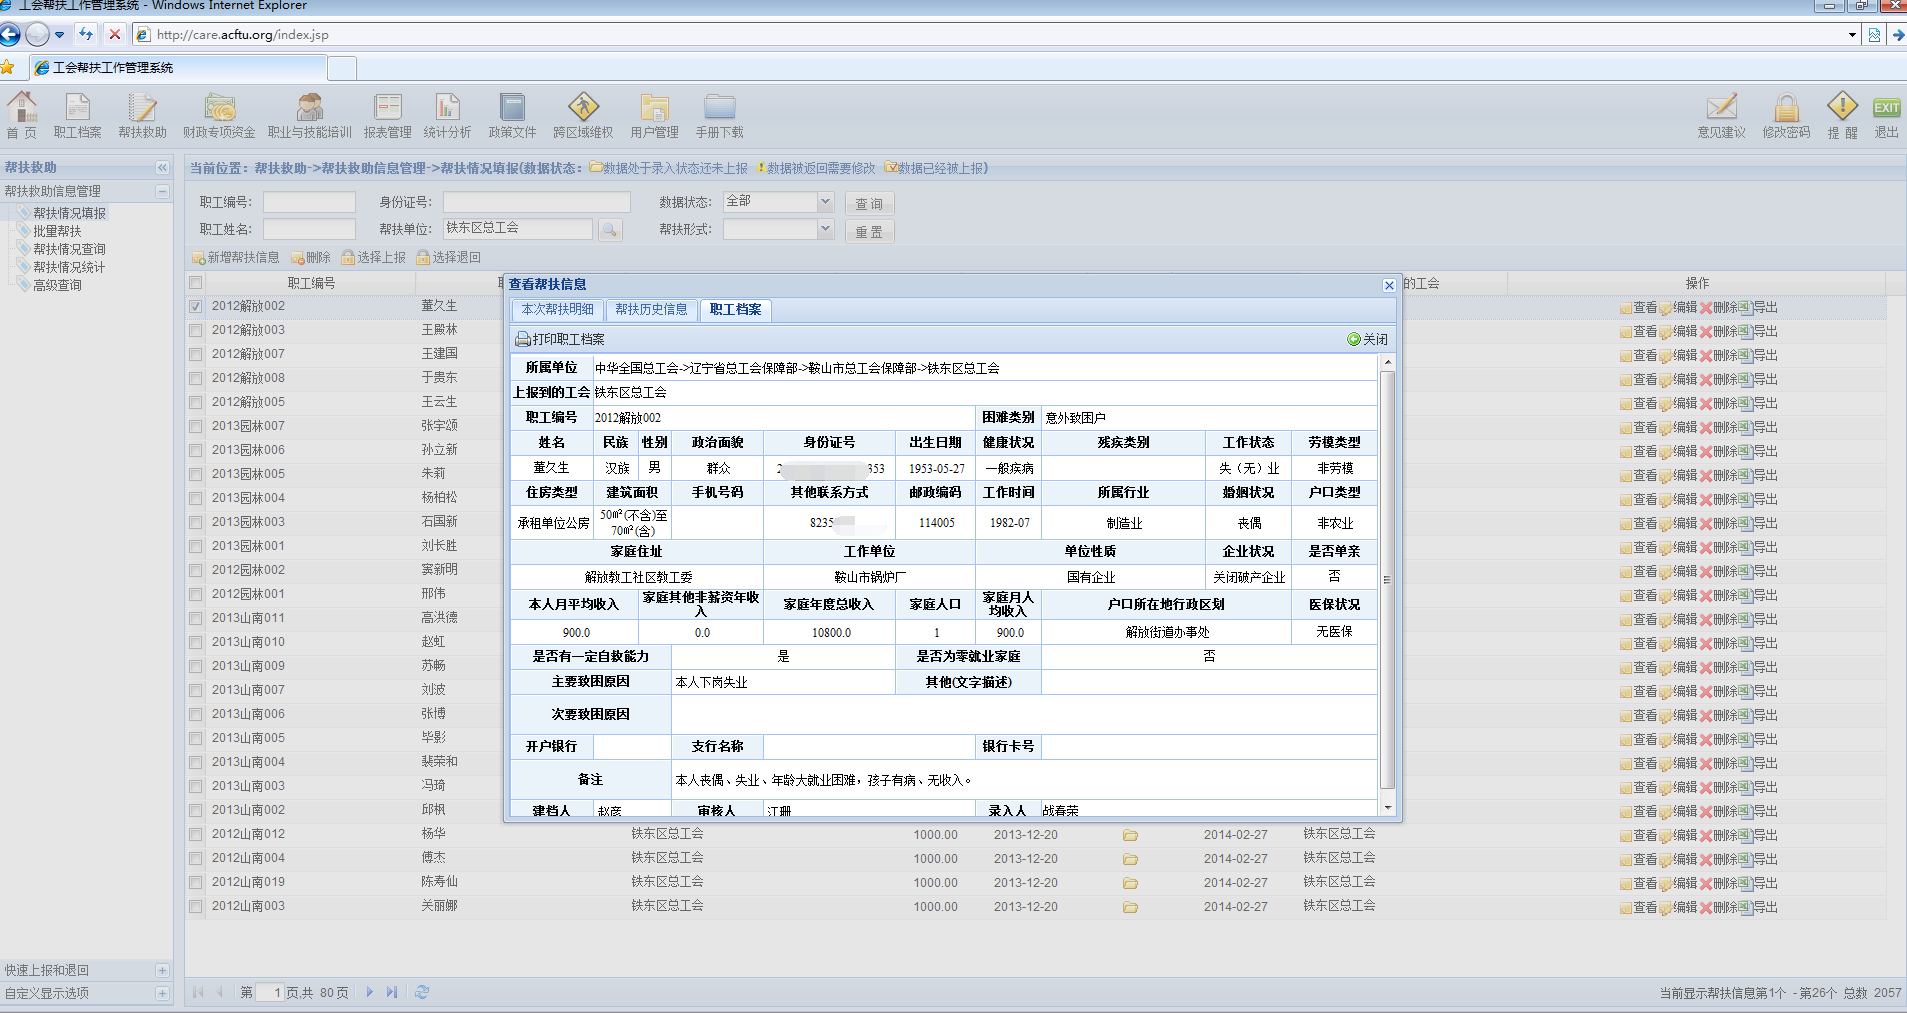 工会帮扶工作管理系统 - Windows Internet Explorer
http://care.acftu.org/index.jsp
工会帮扶工作管理系统
首 页 职工档案 帮扶救助 财政专项资金 职业与技能培训 报表管理 统计分析 政策文件 跨区域维权 用户管理 手册下载 意见建议 修改密码 提 醒 EXIT 退出
帮扶救助
帮扶救助信息管理
帮扶情况填报
批量帮扶
帮扶情况查询
帮扶情况统计
高级查询
快速上报和退回
自定义显示选项
当前位置：帮扶救助->帮扶救助信息管理->帮扶情况填报(数据状态： 数据处于录入状态还未上报 数据被返回需要修改 数据已经被上报)
职工编号: 身份证号: 数据状态: 全部 查 询
职工姓名: 帮扶单位: 铁东区总工会 帮扶形式: 重 置
新增帮扶信息 删除 选择上报 选择退回
职工编号 的工会 操作
2012解放002 董久生 查看 编辑 删除 导出
2012解放003 王殿林 查看 编辑 删除 导出
2012解放007 王建国 查看 编辑 删除 导出
2012解放008 于贵东 查看 编辑 删除 导出
2012解放005 王云生 查看 编辑 删除 导出
2013园林007 张宇颂 查看 编辑 删除 导出
2013园林006 孙立新 查看 编辑 删除 导出
2013园林005 朱莉 查看 编辑 删除 导出
2013园林004 杨柏松 查看 编辑 删除 导出
2013园林003 石国新 查看 编辑 删除 导出
2013园林001 刘长胜 查看 编辑 删除 导出
2012园林002 窦新明 查看 编辑 删除 导出
2012园林001 邢伟 查看 编辑 删除 导出
2013山南011 高洪德 查看 编辑 删除 导出
2013山南010 赵虹 查看 编辑 删除 导出
2013山南009 苏畅 查看 编辑 删除 导出
2013山南007 刘波 查看 编辑 删除 导出
2013山南006 张博 查看 编辑 删除 导出
2013山南005 毕影 查看 编辑 删除 导出
2013山南004 裴荣和 查看 编辑 删除 导出
2013山南003 冯琦 查看 编辑 删除 导出
2013山南002 邱枫 查看 编辑 删除 导出
2012山南012 杨华 铁东区总工会 1000.00 2013-12-20 2014-02-27 铁东区总工会 查看 编辑 删除 导出
2012山南004 傅杰 铁东区总工会 1000.00 2013-12-20 2014-02-27 铁东区总工会 查看 编辑 删除 导出
2012山南019 陈寿仙 铁东区总工会 1000.00 2013-12-20 2014-02-27 铁东区总工会 查看 编辑 删除 导出
2012山南003 关丽娜 铁东区总工会 1000.00 2013-12-20 2014-02-27 铁东区总工会 查看 编辑 删除 导出
第 1 页,共 80 页
当前显示帮扶信息第1个 - 第26个 总数 2057
查看帮扶信息
本次帮扶明细 帮扶历史信息 职工档案
打印职工档案 关闭
所属单位 中华全国总工会->辽宁省总工会保障部->鞍山市总工会保障部->铁东区总工会
上报到的工会 铁东区总工会
职工编号 2012解放002 困难类别 意外致困户
姓名 民族 性别 政治面貌 身份证号 出生日期 健康状况 残疾类别 工作状态 劳模类型
董久生 汉族 男 群众 2 353 1953-05-27 一般疾病 失（无）业 非劳模
住房类型 建筑面积 手机号码 其他联系方式 邮政编码 工作时间 所属行业 婚姻状况 户口类型
承租单位公房 50㎡(不含)至 8235 114005 1982-07 制造业 丧偶 非农业
70㎡(含)
家庭住址 工作单位 单位性质 企业状况 是否单亲
解放教工社区教工委 鞍山市锅炉厂 国有企业 关闭破产企业 否
本人月平均收入 家庭其他非薪资年收 家庭年度总收入 家庭人口 家庭月人 户口所在地行政区划 医保状况
入 均收入
900.0 0.0 10800.0 1 900.0 解放街道办事处 无医保
是否有一定自救能力 是 是否为零就业家庭 否
主要致困原因 本人下岗失业 其他(文字描述)
次要致困原因
开户银行 支行名称 银行卡号
备注 本人丧偶、失业、年龄大就业困难，孩子有病、无收入。
建档人 赵彦 审核人 江珊 录入人 战春荣